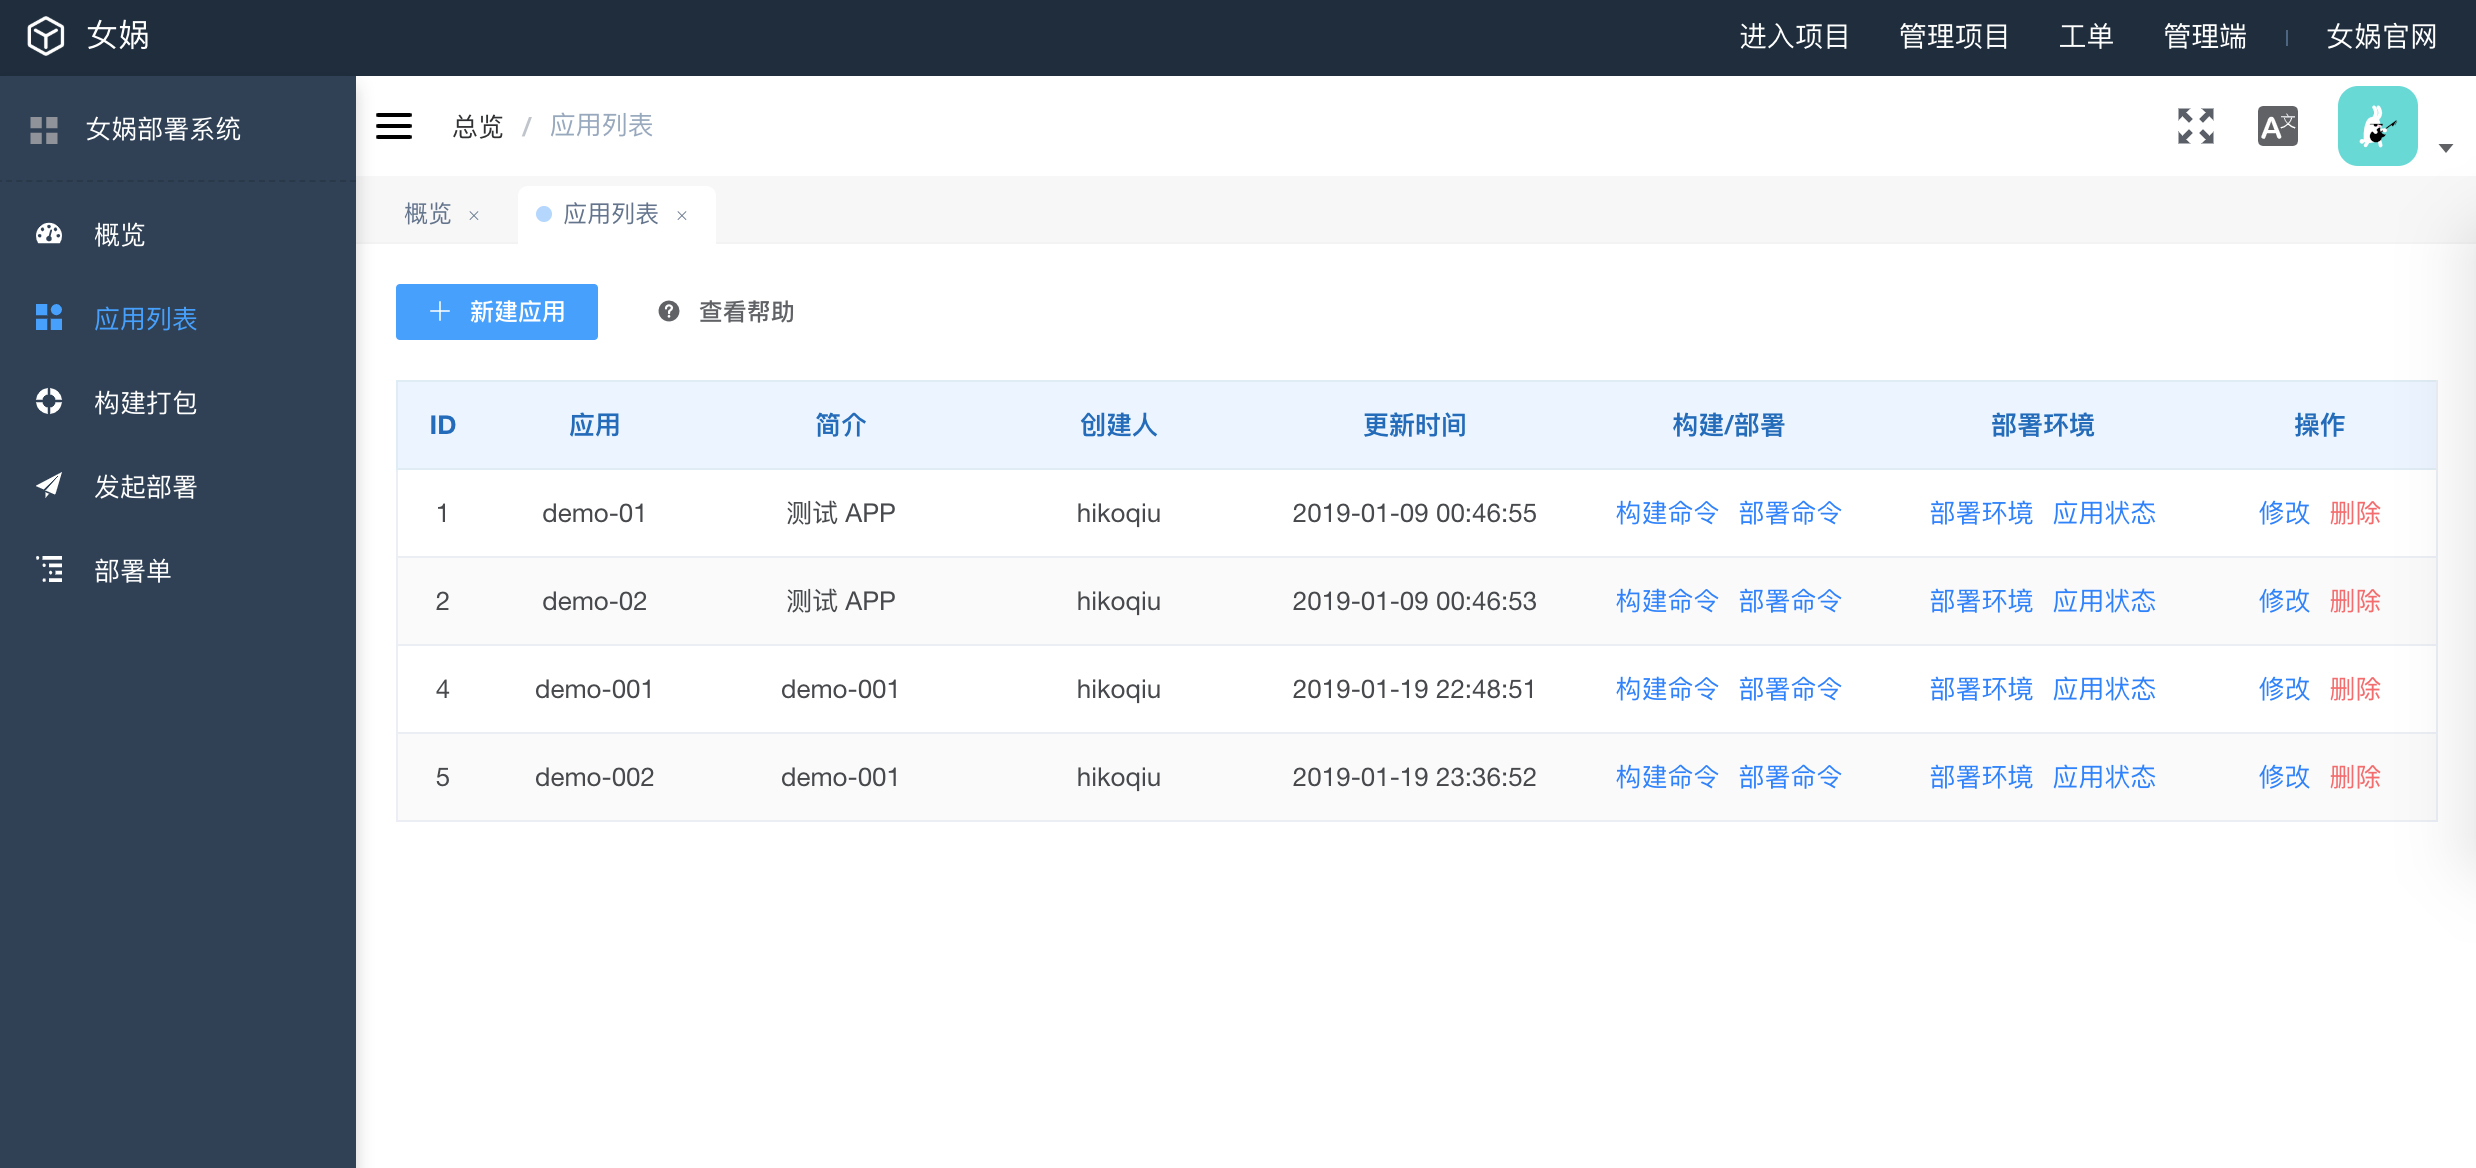 女娲
进入项目 管理项目 工单 管理端 | 女娲官网
女娲部署系统
概览
应用列表
构建打包
发起部署
部署单
总览 / 应用列表
A文
概览 × 应用列表 ×
+ 新建应用 ? 查看帮助
ID 应用 简介 创建人 更新时间 构建/部署 部署环境 操作
1 demo-01 测试 APP hikoqiu 2019-01-09 00:46:55 构建命令 部署命令 部署环境 应用状态 修改 删除
2 demo-02 测试 APP hikoqiu 2019-01-09 00:46:53 构建命令 部署命令 部署环境 应用状态 修改 删除
4 demo-001 demo-001 hikoqiu 2019-01-19 22:48:51 构建命令 部署命令 部署环境 应用状态 修改 删除
5 demo-002 demo-001 hikoqiu 2019-01-19 23:36:52 构建命令 部署命令 部署环境 应用状态 修改 删除